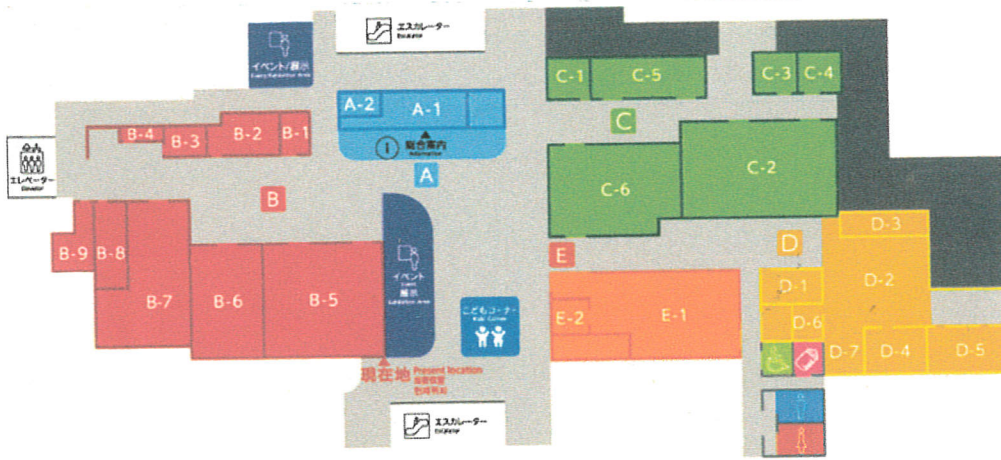 エスカレーター
Escalator
イベント/展示
Event/Exhibition Area
C-1
C-5
C-3
C-4
A-2
A-1
B-4
B-3
B-2
B-1
C
総合案内
Information
エレベーター
Elevator
A
C-6
C-2
B
D-3
D
B-9
B-8
E
イベント
Event
展示
Exhibition Area
D-2
D-1
B-7
B-6
B-5
こどもコーナー
Kids' Corner
E-2
E-1
D-6
D-7
D-4
D-5
現在地
Present location
エスカレーター
Escalator